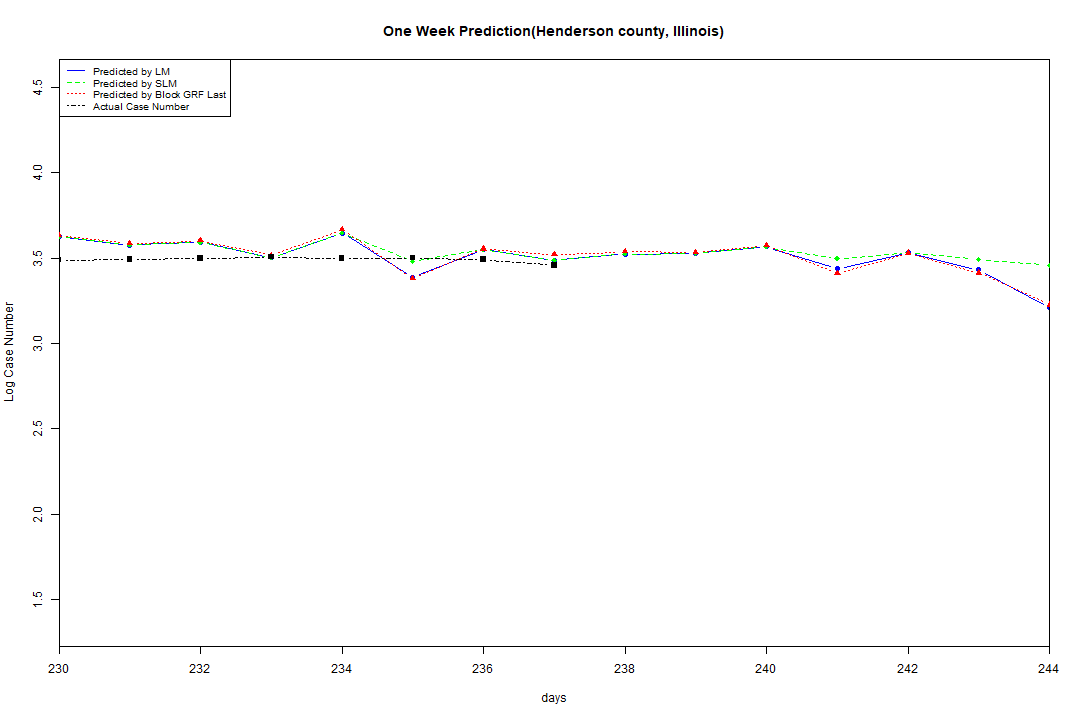 One Week Prediction(Henderson county, Illinois)
Predicted by LM
Predicted by SLM
Predicted by Block GRF Last
Actual Case Number
4.5
4.0
3.5
3.0
2.5
2.0
1.5
Log Case Number
230 232 234 236 238 240 242 244
days